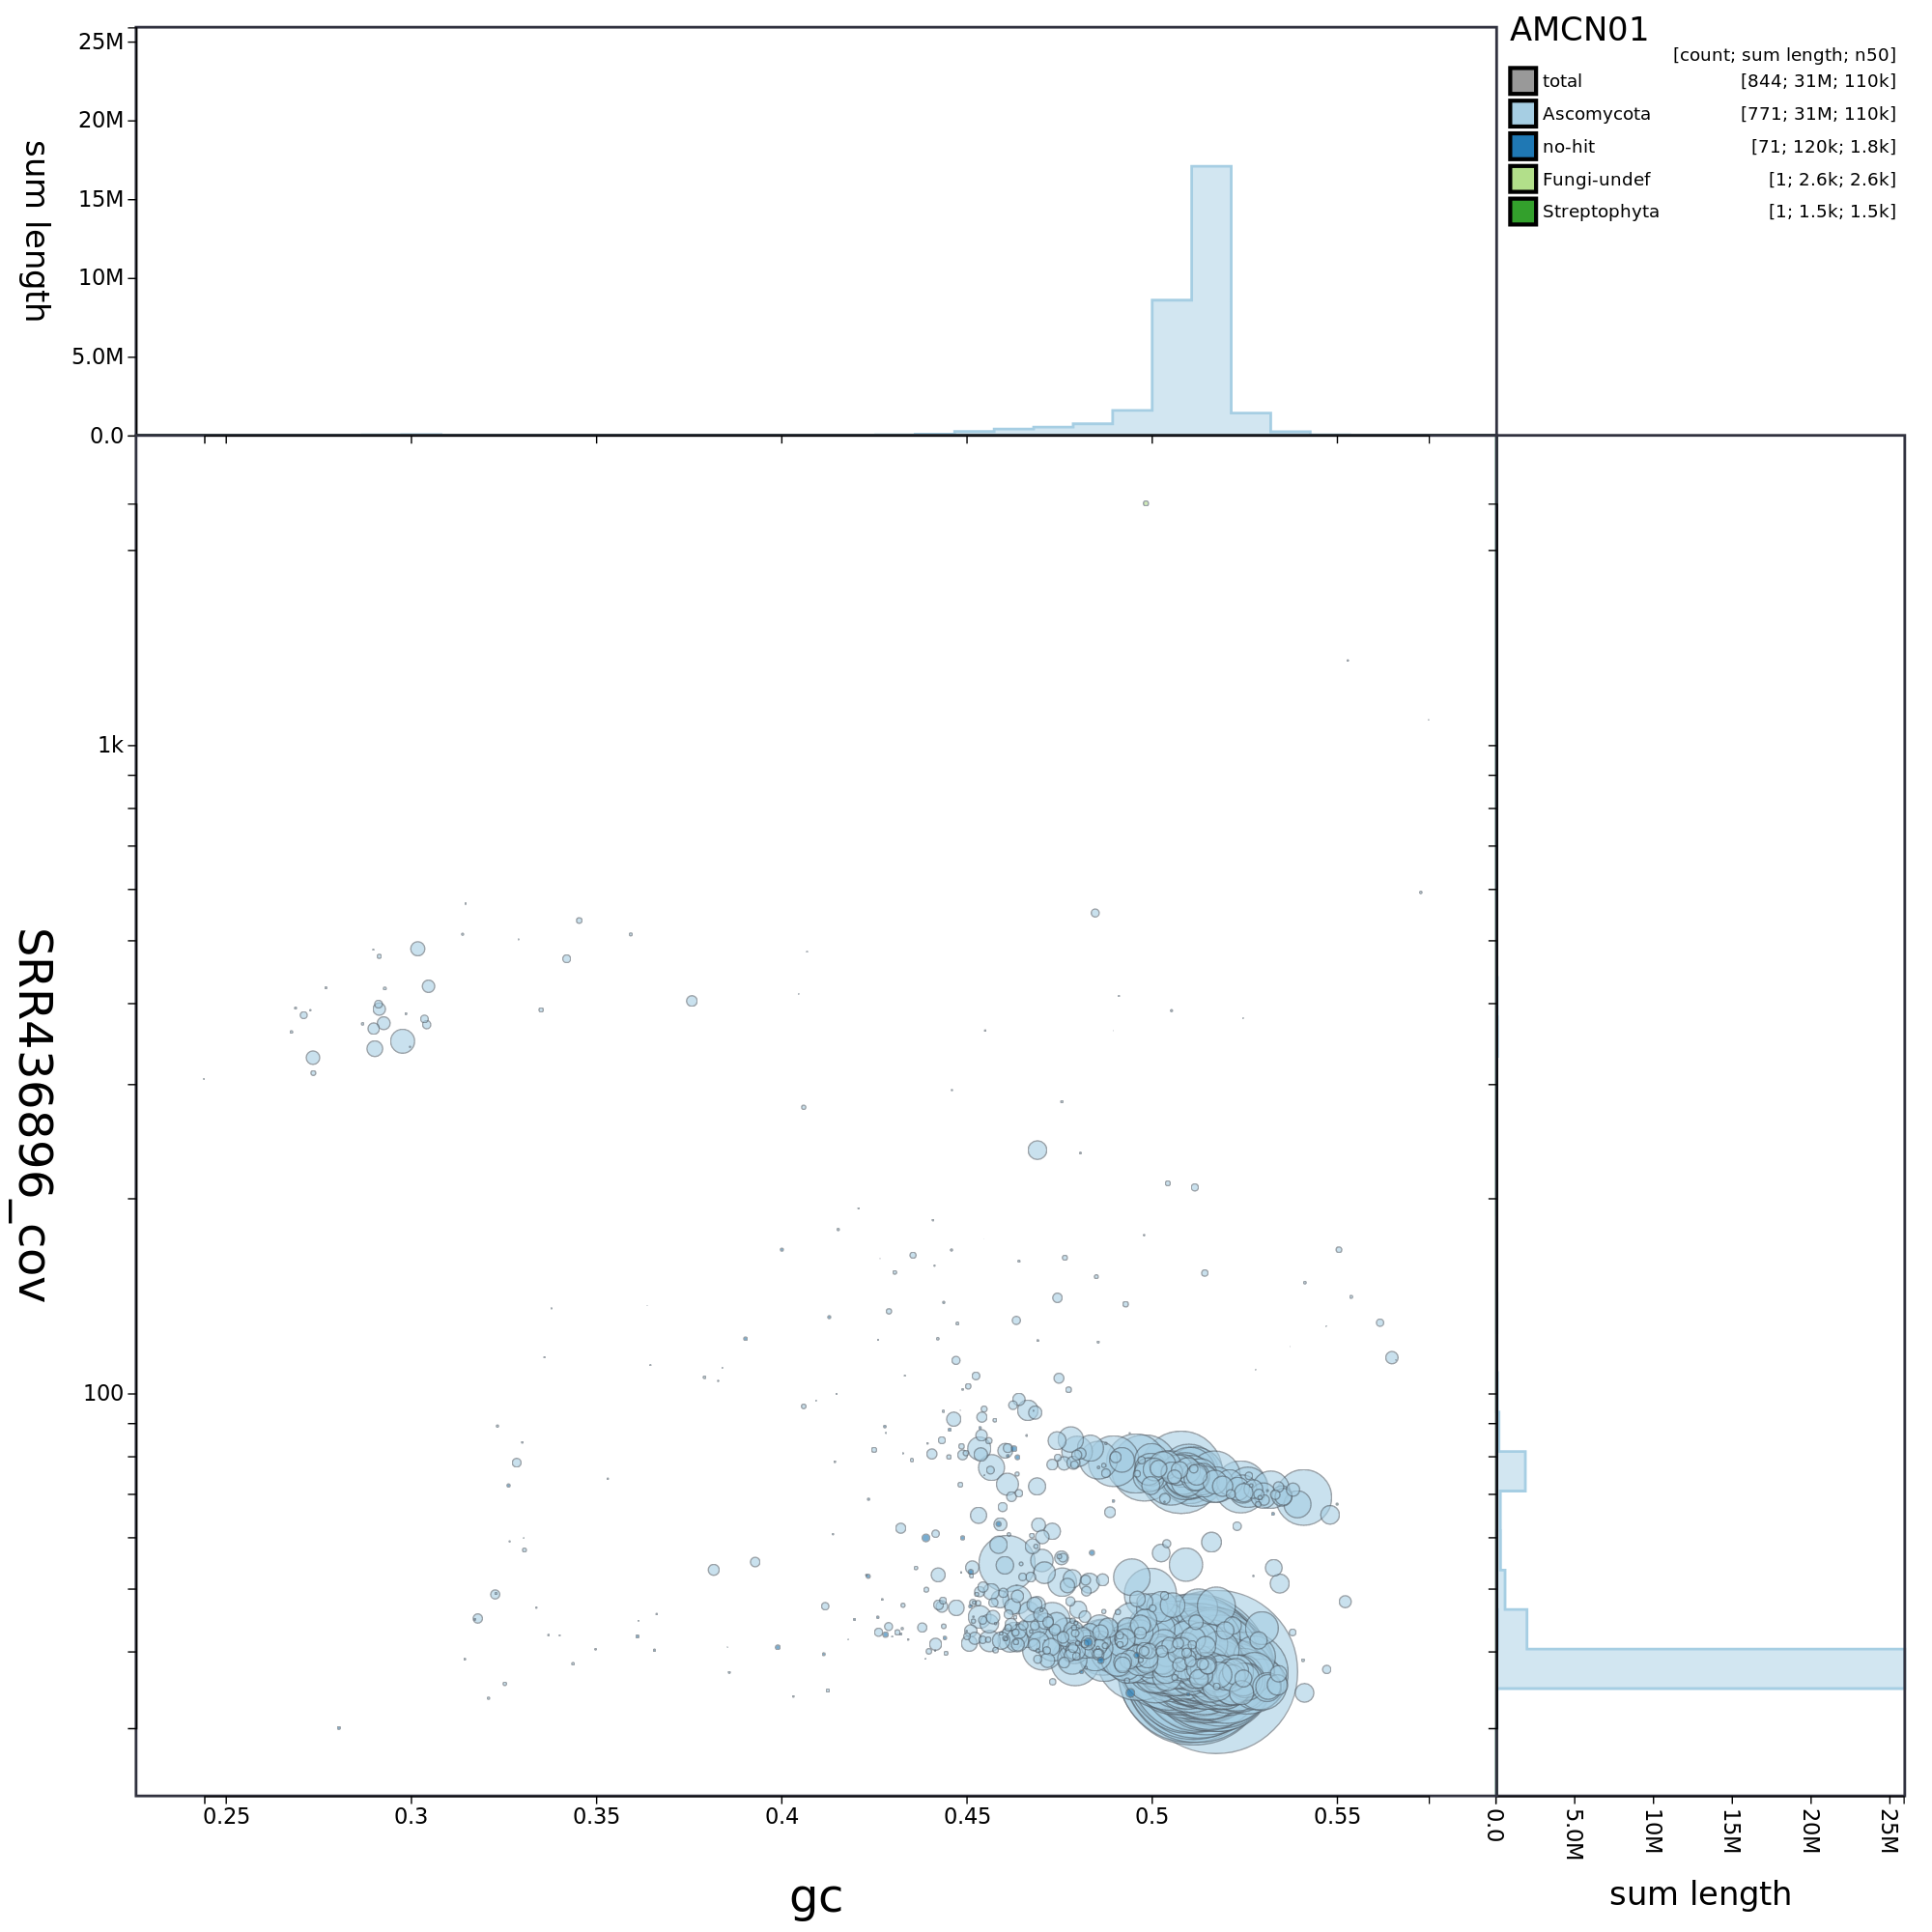 AMCN01
[count; sum length; n50]
total [844; 31M; 110k]
Ascomycota [771; 31M; 110k]
no-hit [71; 120k; 1.8k]
Fungi-undef [1; 2.6k; 2.6k]
Streptophyta [1; 1.5k; 1.5k]
sum length
25M
20M
15M
10M
5.0M
0.0
SRR436896_cov
1k
100
0.25 0.3 0.35 0.4 0.45 0.5 0.55
gc
0.0 5.0M 10M 15M 20M 25M
sum length